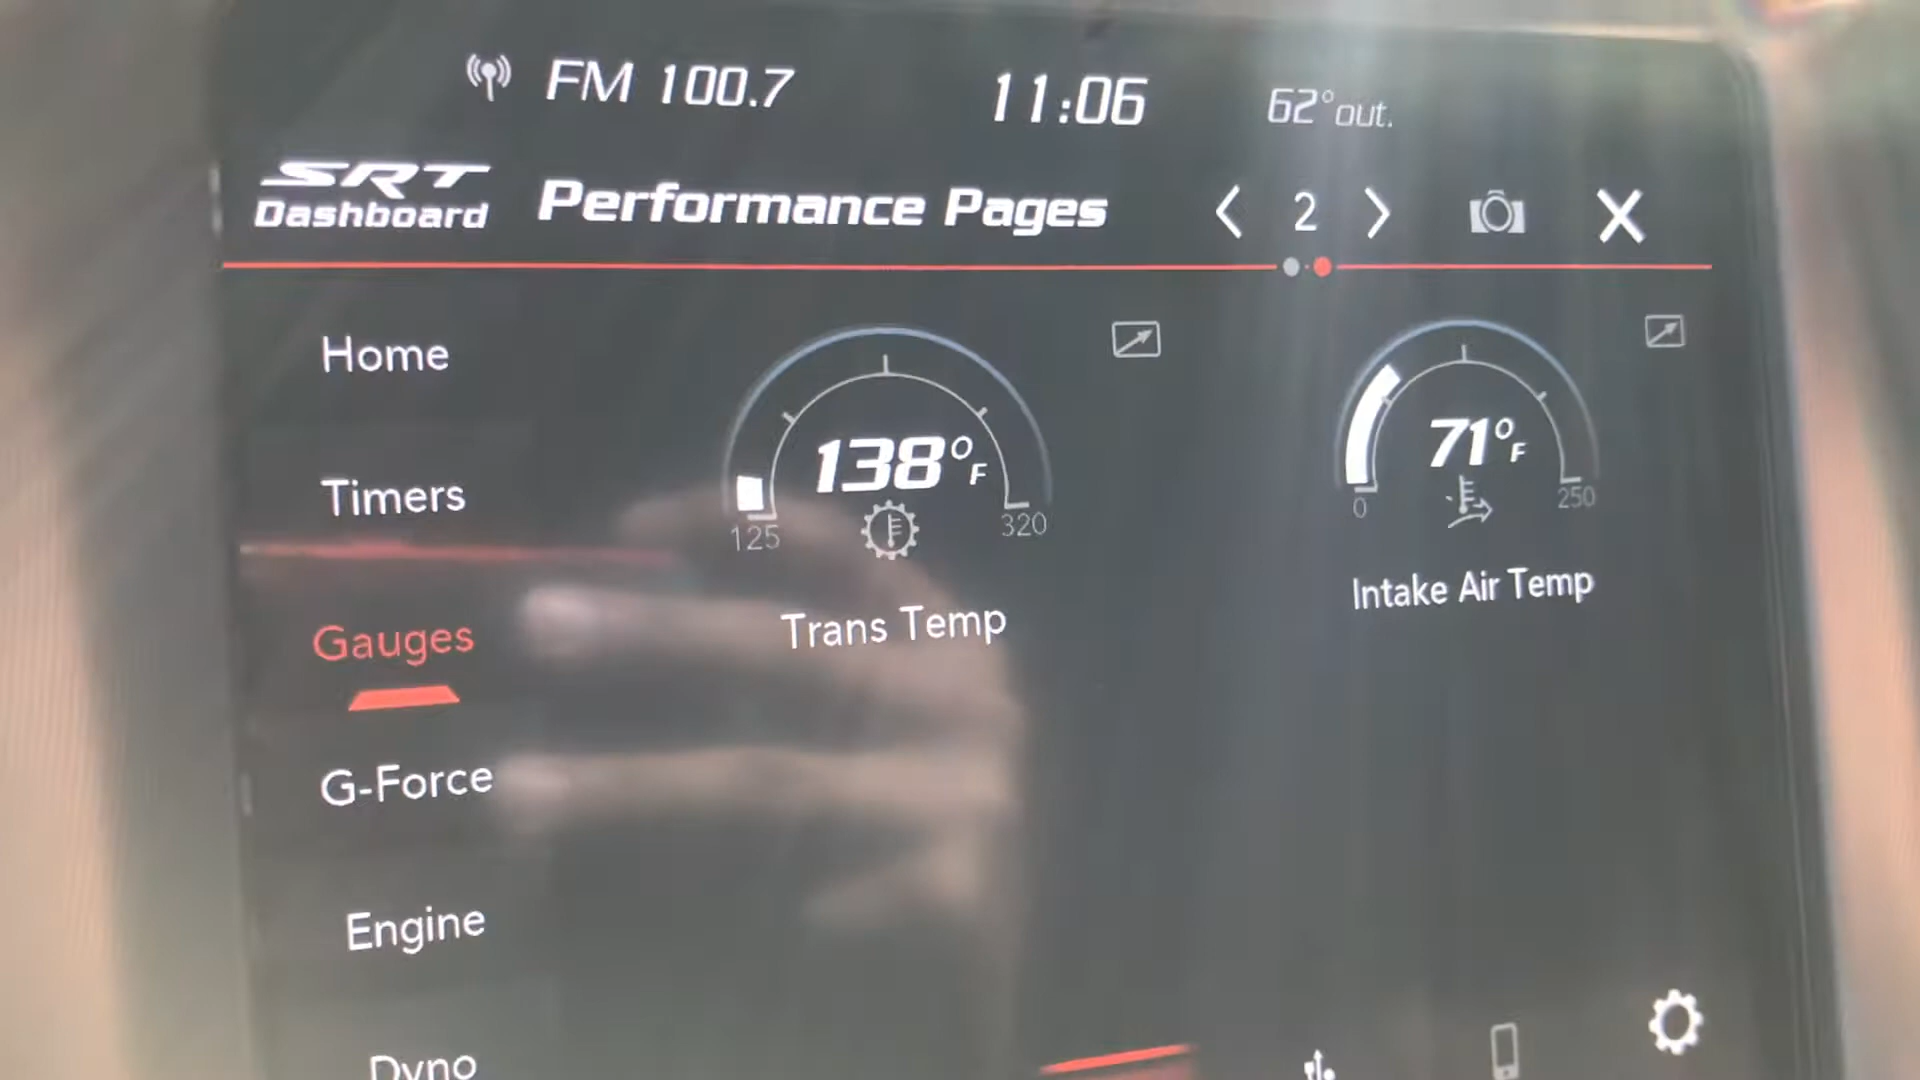 FM 100.7 11:06 62° out.
SRT Dashboard Performance Pages 2 X
Home
Timers
Gauges
G-Force
Engine
Dyno
138°F
125 320
Trans Temp
71°F
0 250
Intake Air Temp